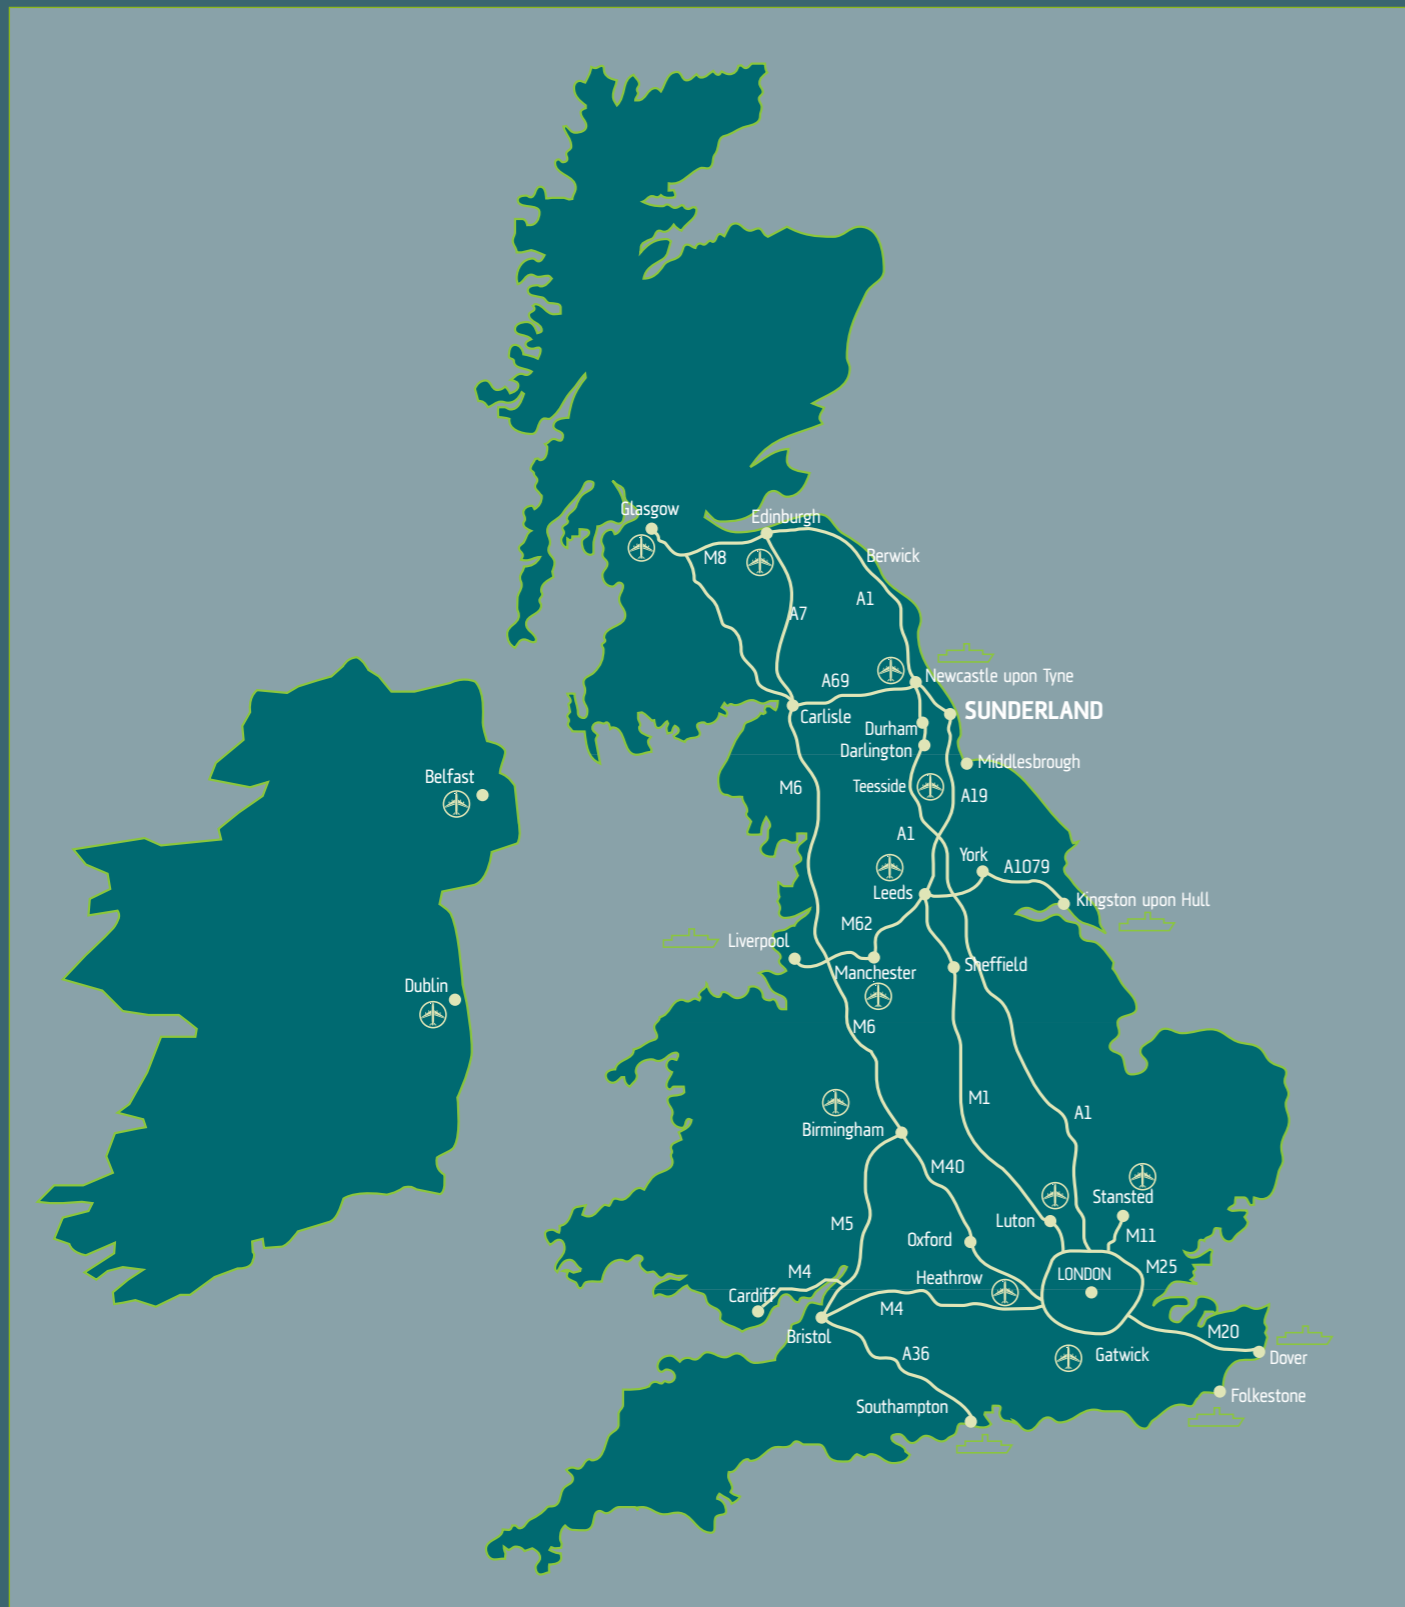 Glasgow
Edinburgh
M8
Berwick
A7
A1
A69
Newcastle upon Tyne
Carlisle
SUNDERLAND
Durham
Darlington
Middlesbrough
Belfast
M6
Teesside
A19
A1
York
A1079
Leeds
Kingston upon Hull
M62
Liverpool
Manchester
Sheffield
Dublin
M6
M1
A1
Birmingham
M40
Stansted
M5
Luton
M11
Oxford
M25
M4
Heathrow
LONDON
Cardiff
M4
Bristol
M20
A36
Gatwick
Dover
Folkestone
Southampton